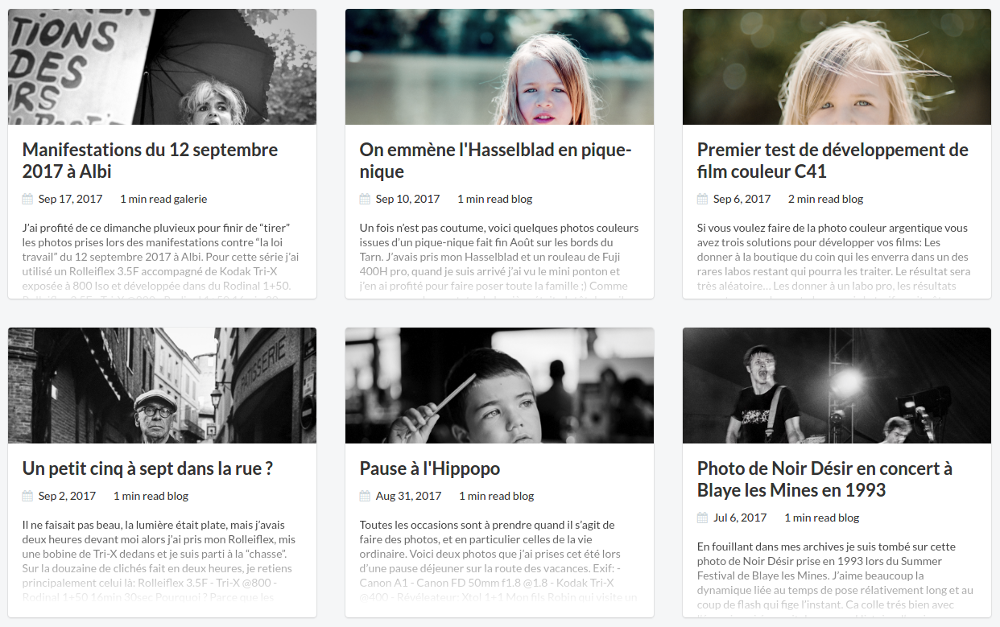 TIONS
DES
RS
Manifestations du 12 septembre
2017 à Albi
Sep 17, 2017 1 min read galerie
J'ai profité de ce dimanche pluvieux pour finir de “tirer”
les photos prises lors des manifestations contre “la loi
travail” du 12 septembre 2017 à Albi. Pour cette série j'ai
utilisé un Rolleiflex 3.5F accompagné de Kodak Tri-X
exposée à 800 Iso et développée dans du Rodinal 1+50.
On emmène l'Hasselblad en pique-
nique
Sep 10, 2017 1 min read blog
Un fois n'est pas coutume, voici quelques photos couleurs
issues d'un pique-nique fait fin Août sur les bords du
Tarn. J'avais pris mon Hasselblad et un rouleau de Fuji
400H pro, quand je suis arrivé j'ai vu le mini ponton et
j'en ai profité pour faire poser toute la famille ;) Comme
Premier test de développement de
film couleur C41
Sep 6, 2017 2 min read blog
Si vous voulez faire de la photo couleur argentique vous
avez trois solutions pour développer vos films: Les
donner à la boutique du coin qui les enverra dans un des
rares labos restant qui pourra les traiter. Le résultat sera
très aléatoire... Les donner à un labo pro, les résultats
PATISSERIE
Un petit cinq à sept dans la rue ?
Sep 2, 2017 1 min read blog
Il ne faisait pas beau, la lumière était plate, mais j'avais
deux heures devant moi alors j'ai pris mon Rolleiflex, mis
une bobine de Tri-X dedans et je suis parti à la “chasse”.
Sur la douzaine de clichés fait en deux heures, je retiens
principalement celui là: Rolleiflex 3.5F - Tri-X @800 -
Rodinal 1+50 16min 30sec Pourquoi ? Parce que les
Pause à l'Hippopo
Aug 31, 2017 1 min read blog
Toutes les occasions sont à prendre quand il s'agit de
faire des photos, et en particulier celles de la vie
ordinaire. Voici deux photos que j'ai prises cet été lors
d'une pause déjeuner sur la route des vacances. Exif: -
Canon A1 - Canon FD 50mm f1.8 @1.8 - Kodak Tri-X
@400 - Révélateur: Xtol 1+1 Mon fils Robin qui visite un
Photo de Noir Désir en concert à
Blaye les Mines en 1993
Jul 6, 2017 1 min read blog
En fouillant dans mes archives je suis tombé sur cette
photo de Noir Désir prise en 1993 lors du Summer
Festival de Blaye les Mines. J'aime beaucoup la
dynamique liée au temps de pose rélativement long et au
coup de flash qui fige l'instant. Ca colle trés bien avec